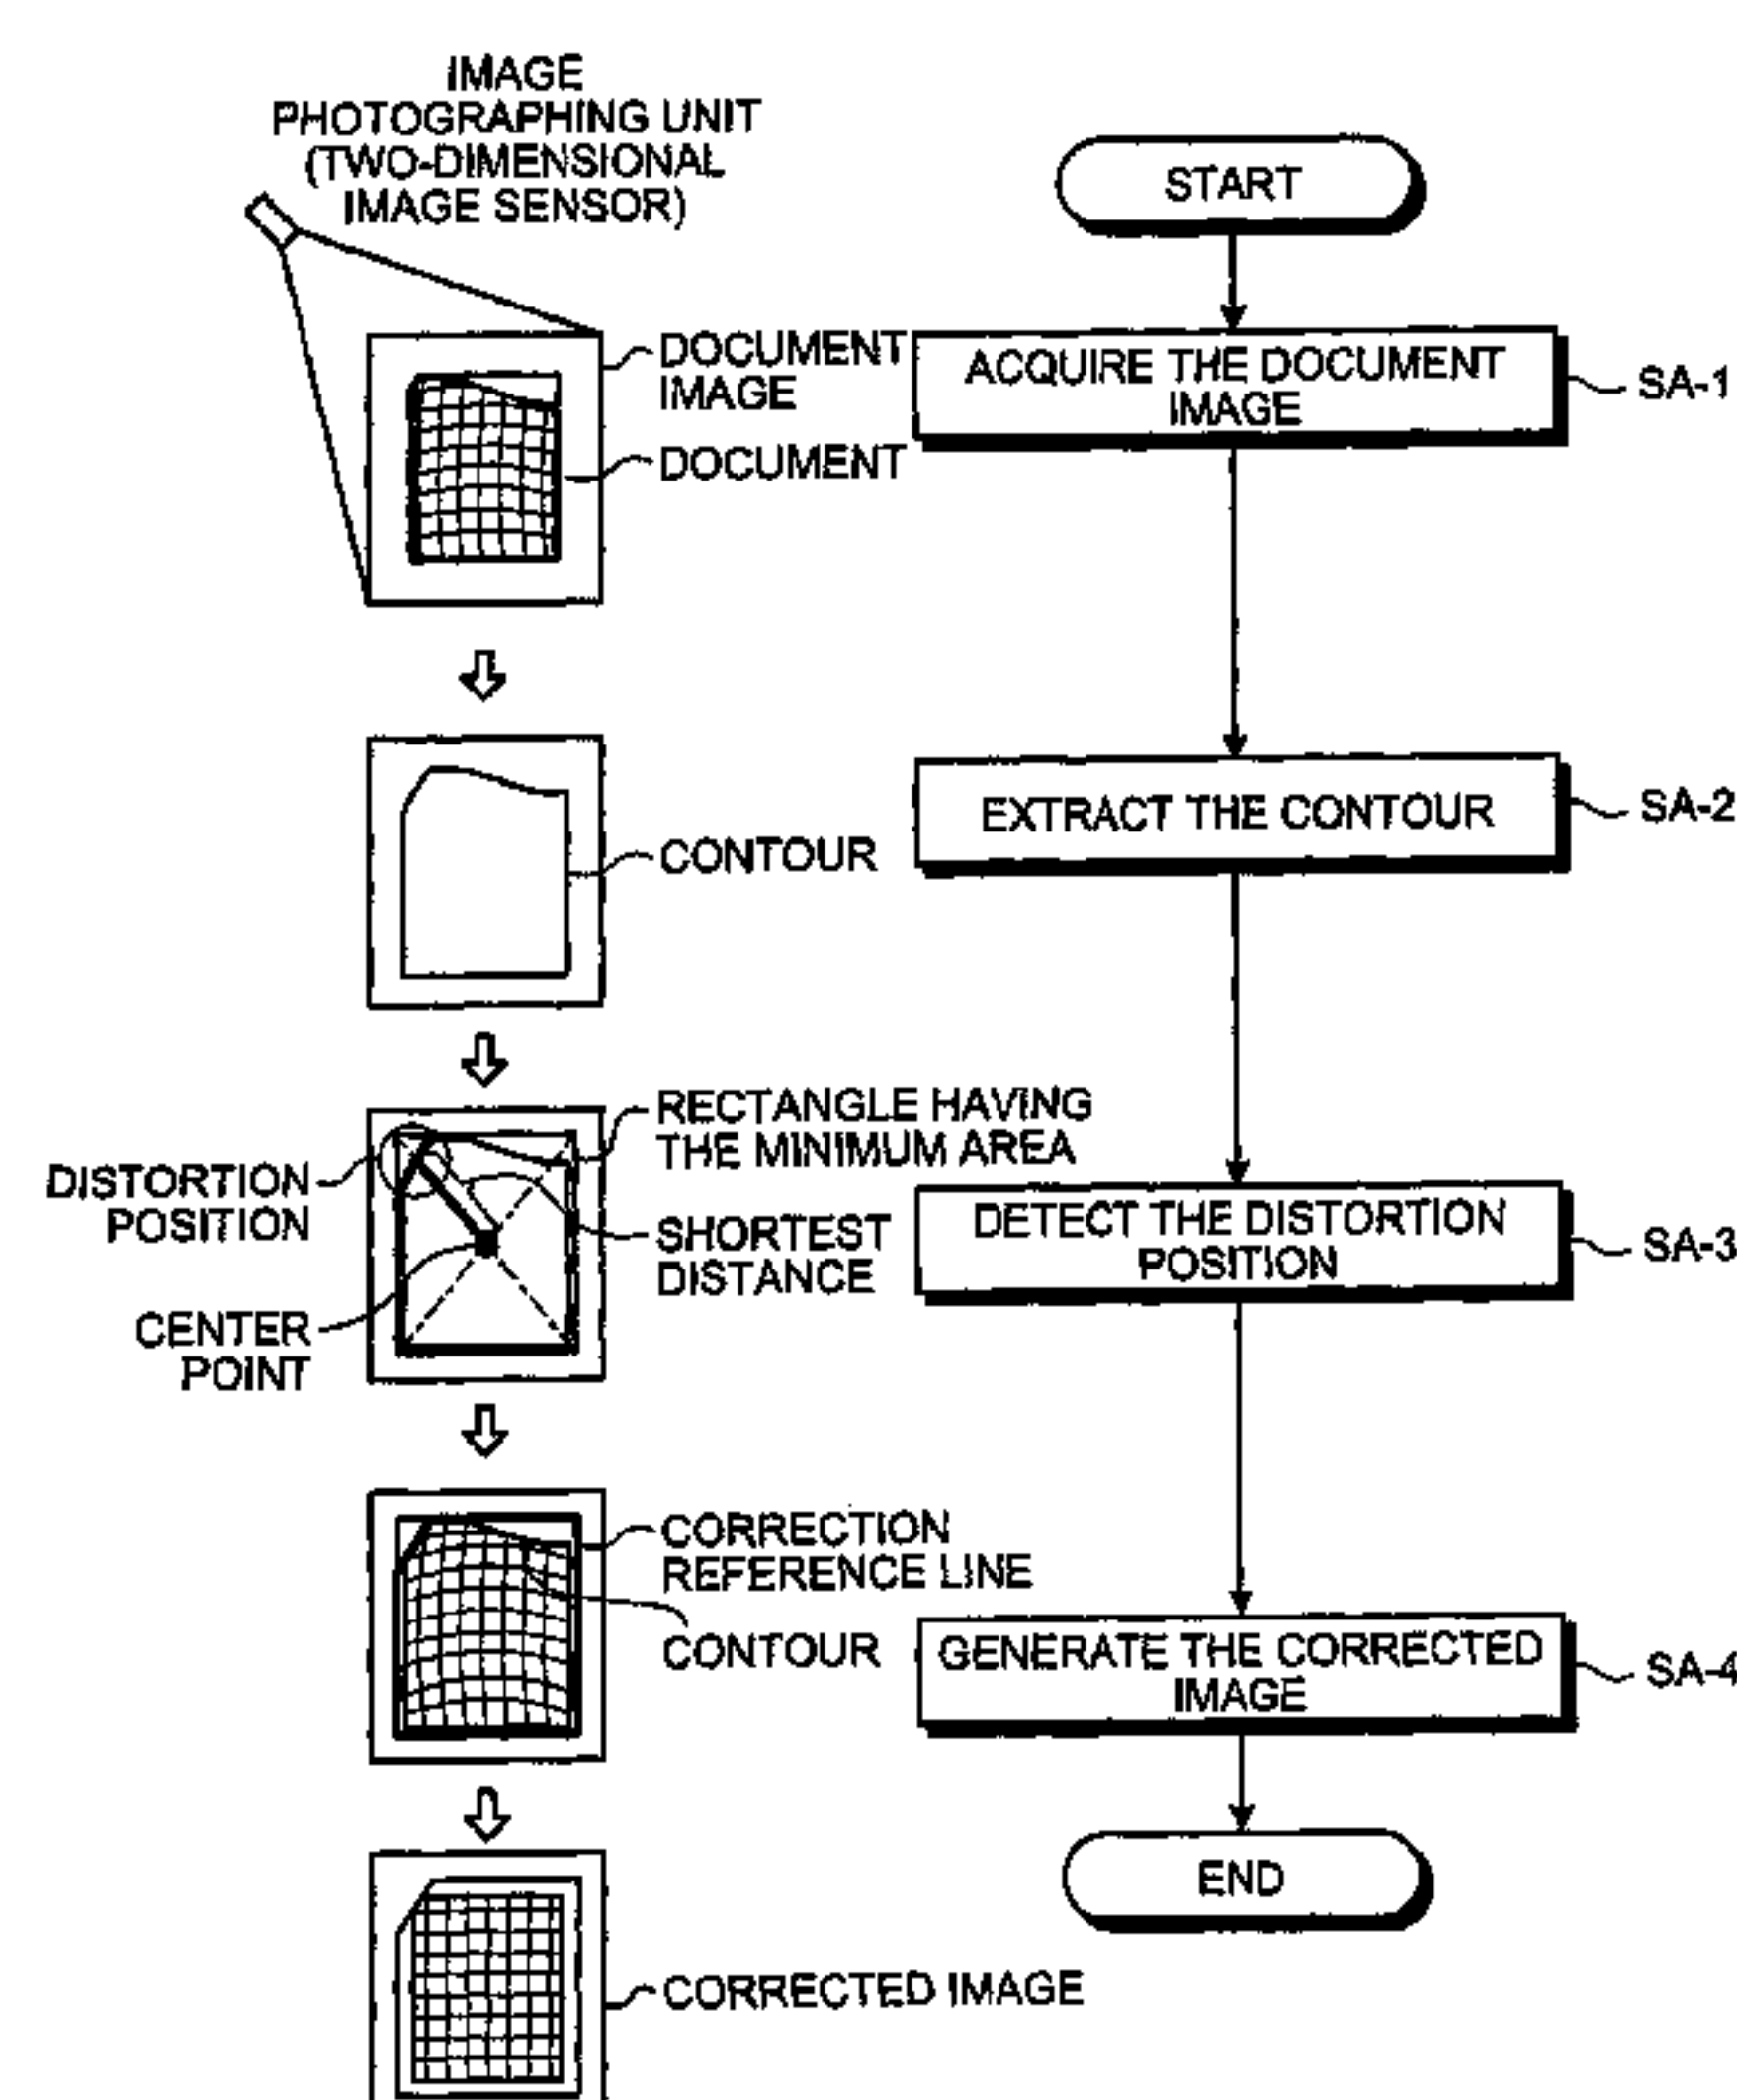 IMAGE
PHOTOGRAPHING UNIT
(TWO-DIMENSIONAL
IMAGE SENSOR)
START
DOCUMENT
IMAGE
DOCUMENT
ACQUIRE THE DOCUMENT
IMAGE
SA-1
CONTOUR
EXTRACT THE CONTOUR
SA-2
RECTANGLE HAVING
THE MINIMUM AREA
DISTORTION
POSITION
SHORTEST
DISTANCE
CENTER
POINT
DETECT THE DISTORTION
POSITION
SA-3
CORRECTION
REFERENCE LINE
CONTOUR
GENERATE THE CORRECTED
IMAGE
SA-4
END
CORRECTED IMAGE